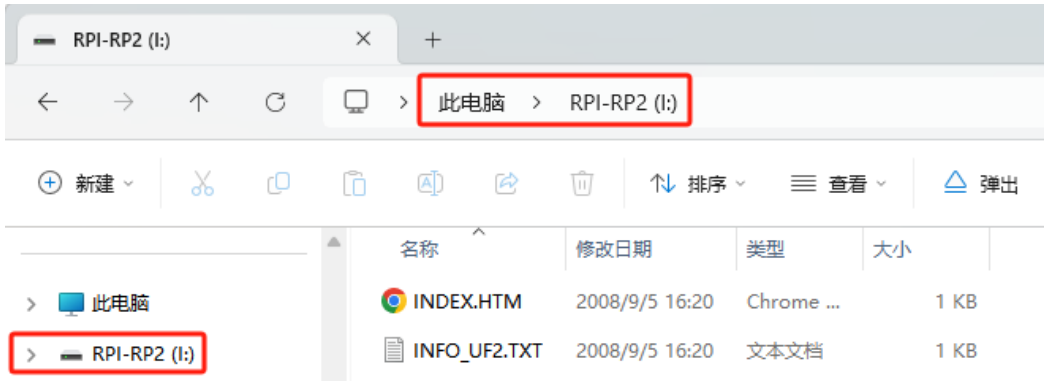 RPI-RP2 (I:)
此电脑 > RPI-RP2 (I:)
新建 排序 查看 弹出
名称 修改日期 类型 大小
此电脑
INDEX.HTM 2008/9/5 16:20 Chrome ... 1 KB
RPI-RP2 (I:)
INFO_UF2.TXT 2008/9/5 16:20 文本文档 1 KB